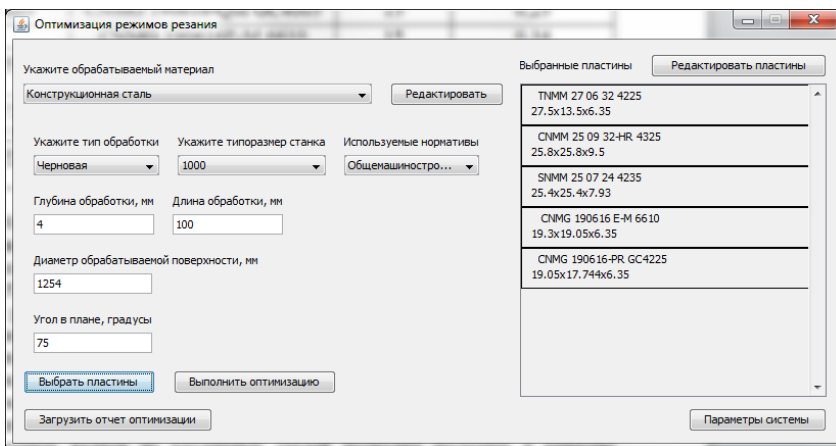 Оптимизация режимов резания
Укажите обрабатываемый материал
Конструкционная сталь
Редактировать
Укажите тип обработки
Укажите типоразмер станка
Используемые нормативы
Черновая
1000
Общемашиностро...
Глубина обработки, мм
Длина обработки, мм
4
100
Диаметр обрабатываемой поверхности, мм
1254
Угол в плане, градусы
75
Выбрать пластины
Выполнить оптимизацию
Загрузить отчет оптимизации
Выбранные пластины
Редактировать пластины
TNMM 27 06 32 4225
27.5x13.5x6.35
CNMM 25 09 32-HR 4325
25.8x25.8x9.5
SNMM 25 07 24 4235
25.4x25.4x7.93
CNMG 190616 E-M 6610
19.3x19.05x6.35
CNMG 190616-PR GC4225
19.05x17.744x6.35
Параметры системы